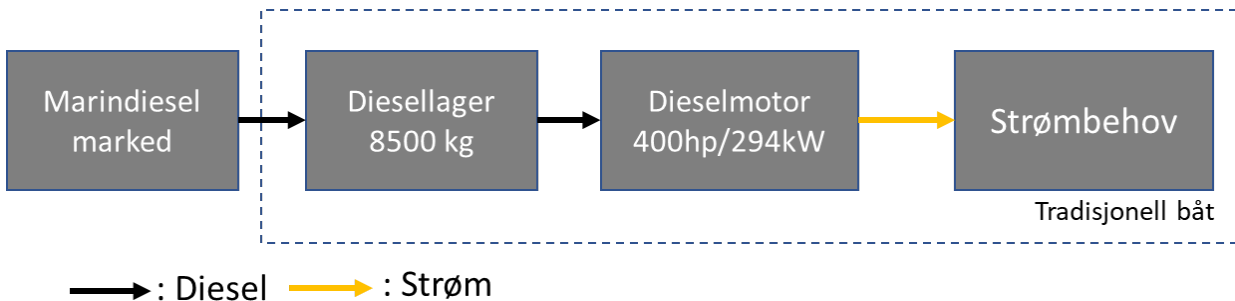 Marindiesel
marked
Diesellager
8500 kg
Dieselmotor
400hp/294kW
Strømbehov
Tradisjonell båt
: Diesel
: Strøm